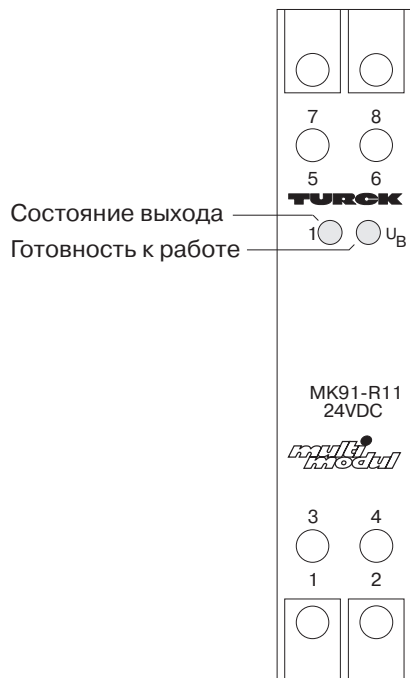 7 8
5 6
TURCK
Состояние выхода
1 UB
Готовность к работе
MK91-R11
24VDC
multi
modul
3 4
1 2